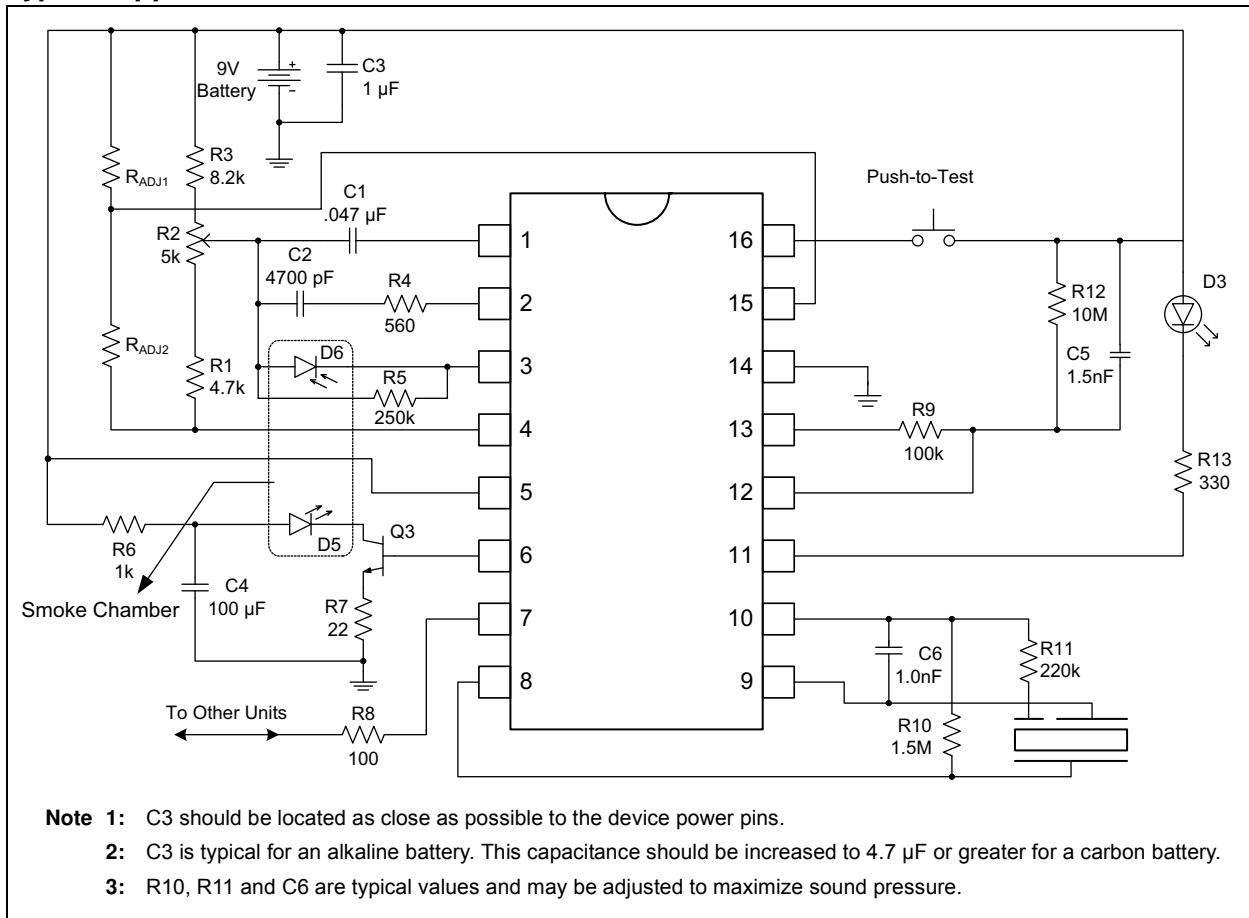 9V
Battery
+
−
C3
1 µF
R3
8.2k
RADJ1
C1
.047 µF
Push-to-Test
R2
5k
1
16
C2
4700 pF
R4
560
2
15
R12
10M
D3
RADJ2
D6
C5
1.5nF
R1
4.7k
R5
250k
3
14
R9
100k
4
13
R13
330
5
12
D5
Q3
R6
1k
6
11
C4
100 µF
Smoke Chamber
R7
22
7
10
C6
1.0nF
R11
220k
8
9
To Other Units
R8
100
R10
1.5M
Note 1: C3 should be located as close as possible to the device power pins.
2: C3 is typical for an alkaline battery. This capacitance should be increased to 4.7 µF or greater for a carbon battery.
3: R10, R11 and C6 are typical values and may be adjusted to maximize sound pressure.